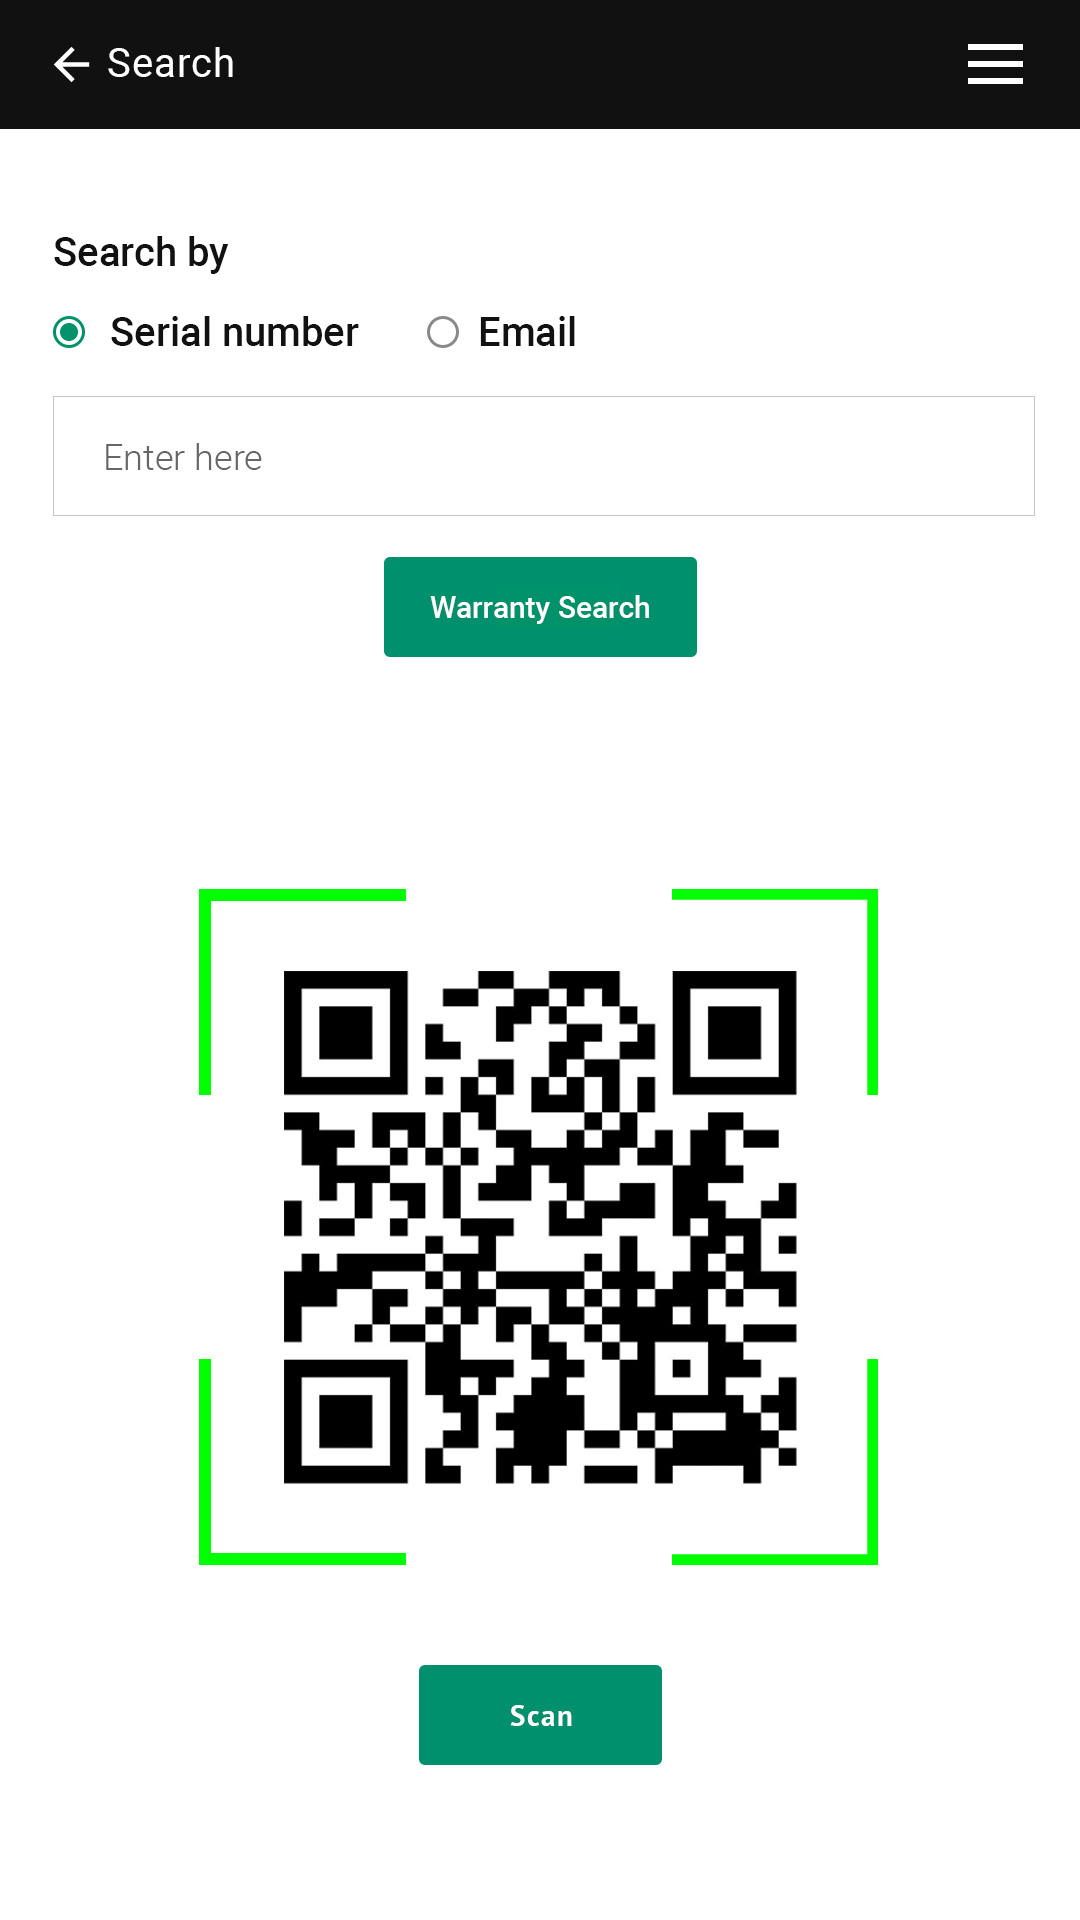 Search
Search by
Serial number Email
Enter here
Warranty Search
Scan